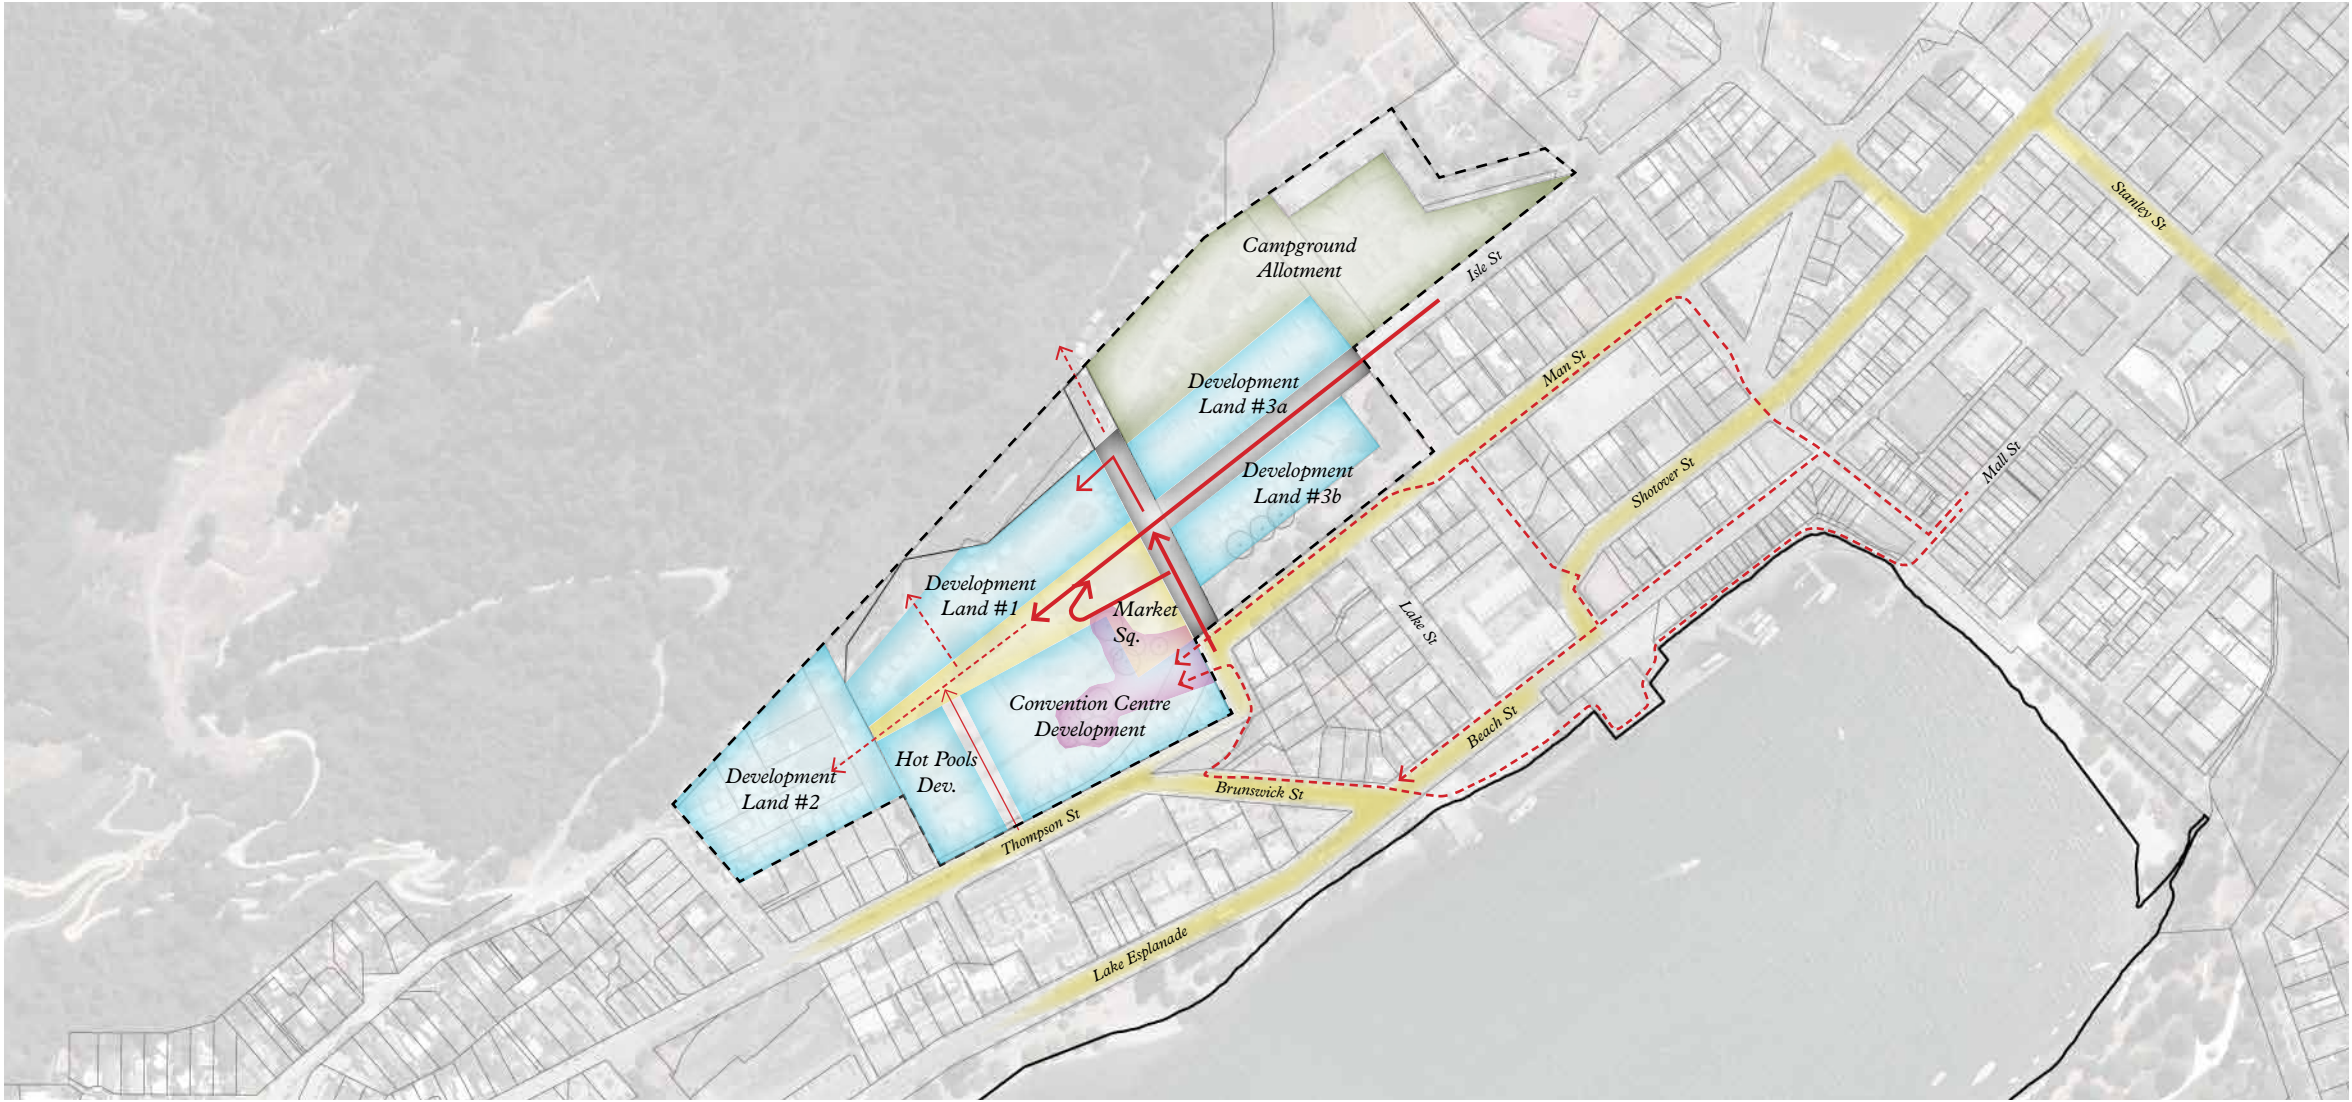 Stanley St
Campground
Allotment
Isle St
Man St
Development
Land #3a
Mall St
Development
Land #3b
Shotover St
Development
Land #1
Market
Sq.
Lake St
Convention Centre
Development
Beach St
Hot Pools
Dev.
Development
Land #2
Brunswick St
Thompson St
Lake Esplanade